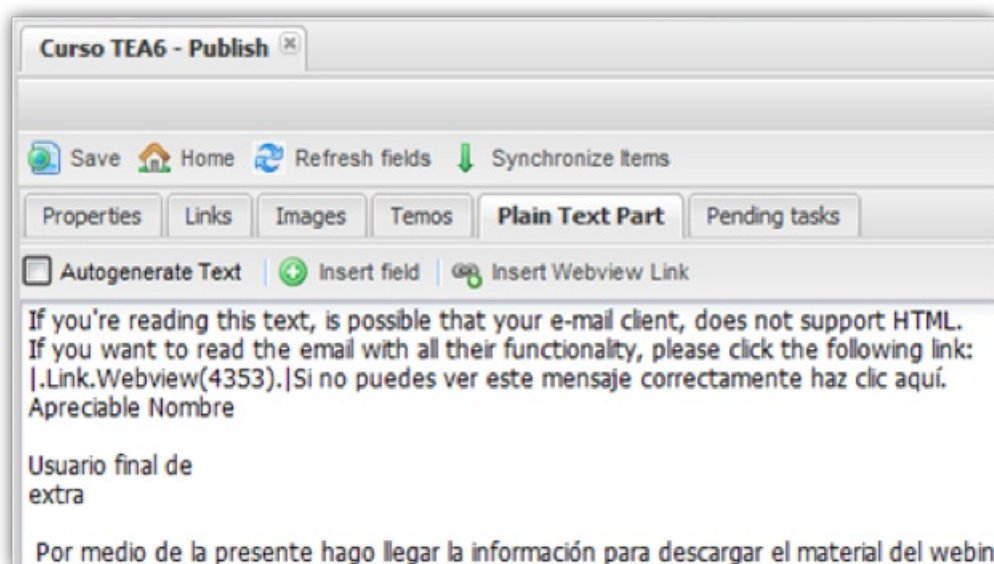 Curso TEA6 - Publish
Save Home Refresh fields Synchronize Items
Properties Links Images Temos Plain Text Part Pending tasks
Autogenerate Text Insert field Insert Webview Link
If you're reading this text, is possible that your e-mail client, does not support HTML.
If you want to read the email with all their functionality, please click the following link:
|.Link.Webview(4353).|Si no puedes ver este mensaje correctamente haz clic aquí.
Apreciable Nombre
Usuario final de
extra
Por medio de la presente hago llegar la información para descargar el material del webin